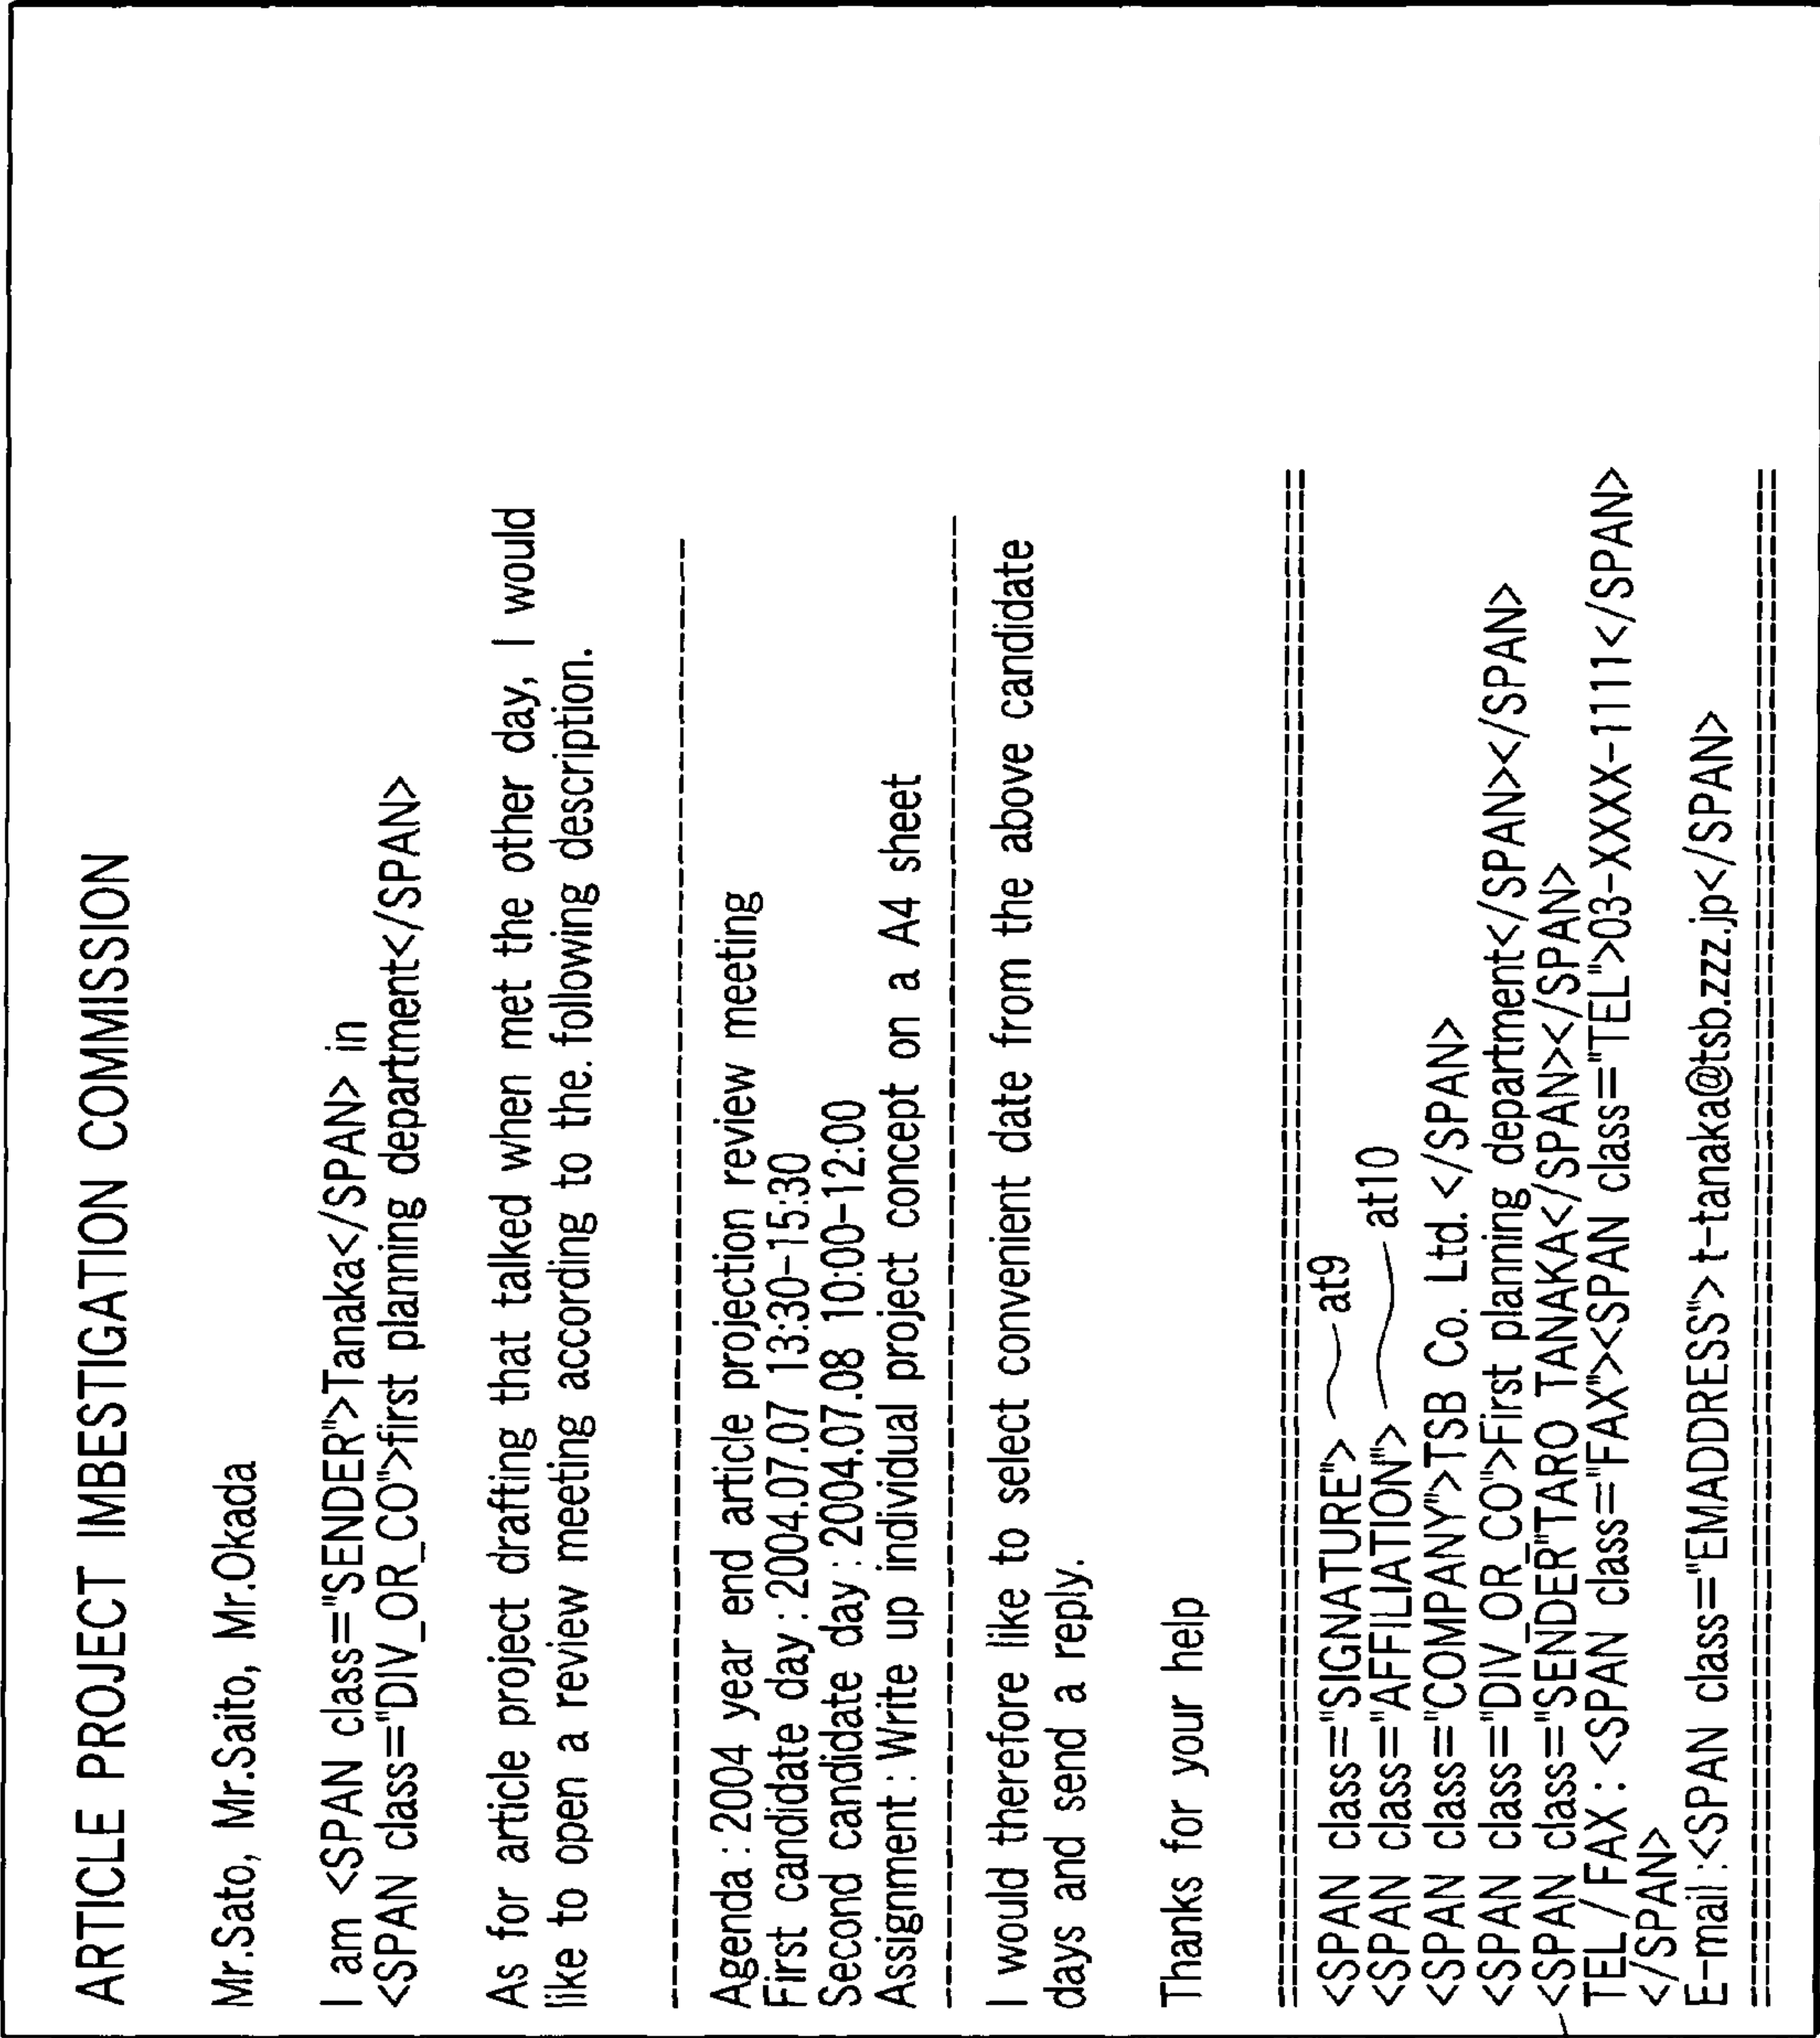 ARTICLE PROJECT IMBESTIGATION COMMISSION
Mr.Sato, Mr.Saito, Mr.Okada
I am <SPAN class="SENDER">Tanaka</SPAN> in
<SPAN class="DIV_OR_CO">first planning department</SPAN>
As for article project drafting that talked when met the other day, I would
like to open a review meeting according to the. following description.
Agenda : 2004 year end article projection review meeting
First candidate day : 2004.07.07 13:30-15:30
Second candidate day : 2004.07.08 10:00-12:00
Assignment : Write up individual project concept on a A4 sheet
I would therefore like to select convenient date from the above candidate
days and send a reply.
Thanks for your help
<SPAN class="SIGNATURE"> at9
<SPAN class="AFFILIATION"> at10
<SPAN class="COMPANY">TSB Co. Ltd. </SPAN>
<SPAN class="DIV_OR_CO">First planning department</SPAN></SPAN>
<SPAN class="SENDER"TARO TANAKA</SPAN></SPAN>
TEL/FAX : <SPAN class="FAX"><SPAN class="TEL">03-XXXX-1111</SPAN>
</SPAN>
E-mail :<SPAN class="EMADDRESS"> t-tanaka@tsb.zzz.jp</SPAN>